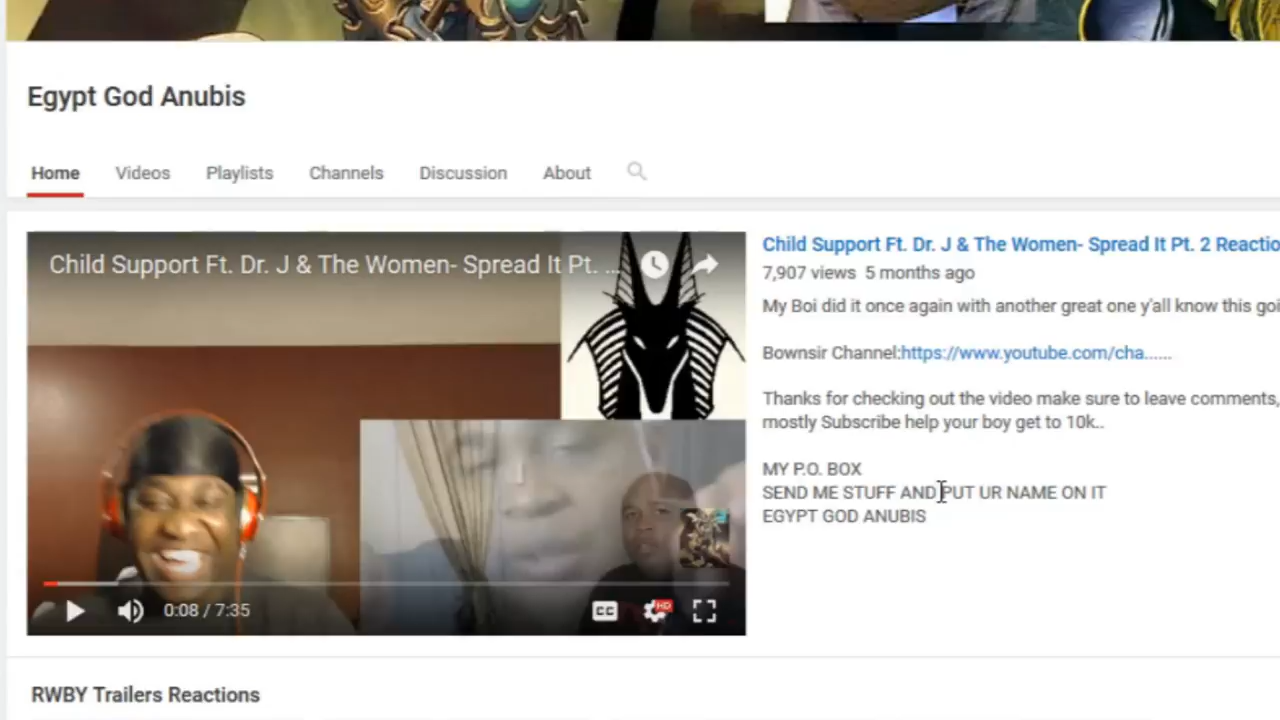 Egypt God Anubis
Home Videos Playlists Channels Discussion About
Child Support Ft. Dr. J & The Women- Spread It Pt. ...
Child Support Ft. Dr. J & The Women- Spread It Pt. 2 Reactio
7,907 views 5 months ago
My Boi did it once again with another great one y'all know this goi
Bownsir Channel:https://www.youtube.com/cha......
Thanks for checking out the video make sure to leave comments,
mostly Subscribe help your boy get to 10k..
MY P.O. BOX
SEND ME STUFF AND PUT UR NAME ON IT
EGYPT GOD ANUBIS
0:08 / 7:35
CC HD
RWBY Trailers Reactions